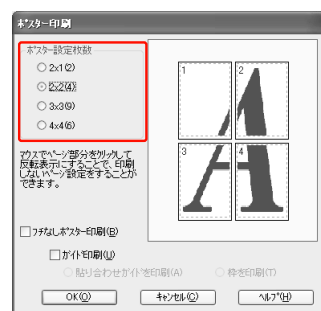 ポスター印刷
ポスター設定枚数
2x1(2)
2x2(4)
3x3(9)
4x4(6)
1
2
3
4
マウスでページ部分をクリックして
反転表示にすることで、印刷
しないページ設定をすることが
できます。
フチなしポスター印刷(B)
ガイド印刷(U)
貼り合わせガイドを印刷(A)
枠を印刷(T)
OK(O)
キャンセル(C)
ヘルプ(H)